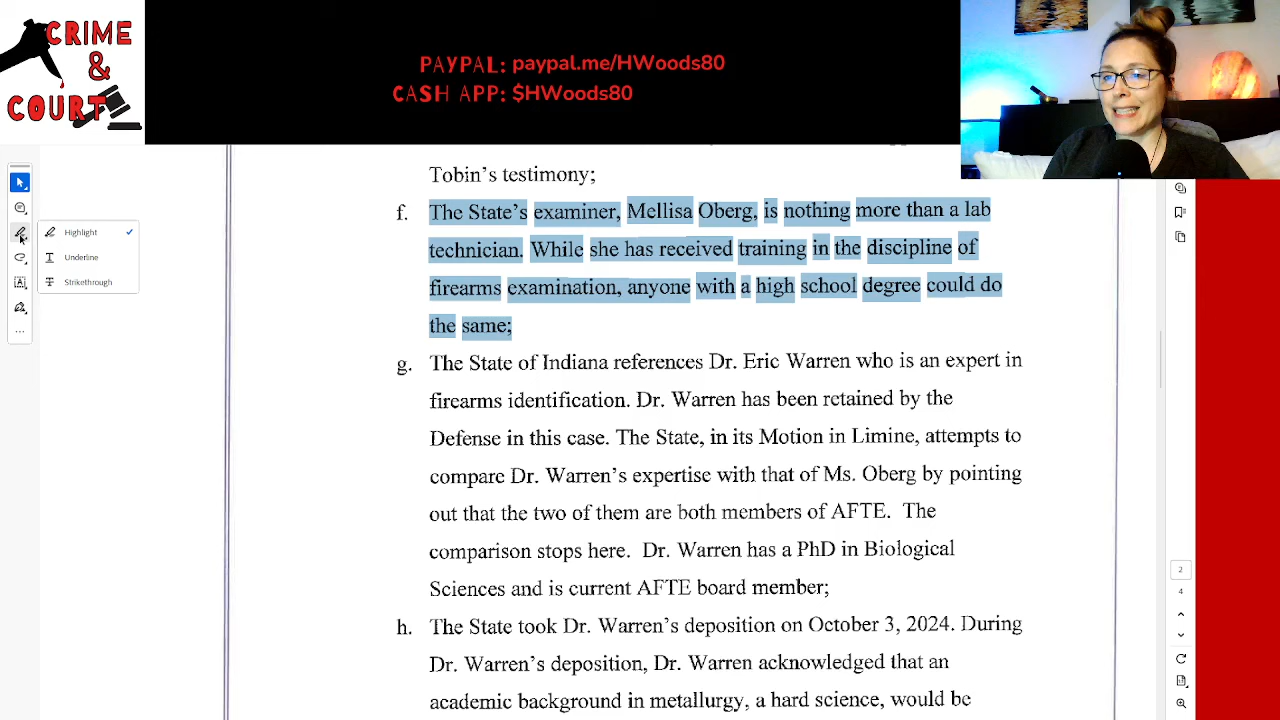 CRIME
&
COURT
PAYPAL: paypal.me/HWoods80
CASH APP: $HWoods80
Highlight
Underline
Strikethrough
Tobin's testimony;
f. The State's examiner, Mellisa Oberg, is nothing more than a lab
technician. While she has received training in the discipline of
firearms examination, anyone with a high school degree could do
the same;
g. The State of Indiana references Dr. Eric Warren who is an expert in
firearms identification. Dr. Warren has been retained by the
Defense in this case. The State, in its Motion in Limine, attempts to
compare Dr. Warren's expertise with that of Ms. Oberg by pointing
out that the two of them are both members of AFTE. The
comparison stops here. Dr. Warren has a PhD in Biological
Sciences and is current AFTE board member;
h. The State took Dr. Warren's deposition on October 3, 2024. During
Dr. Warren's deposition, Dr. Warren acknowledged that an
academic background in metallurgy, a hard science, would be
2
4